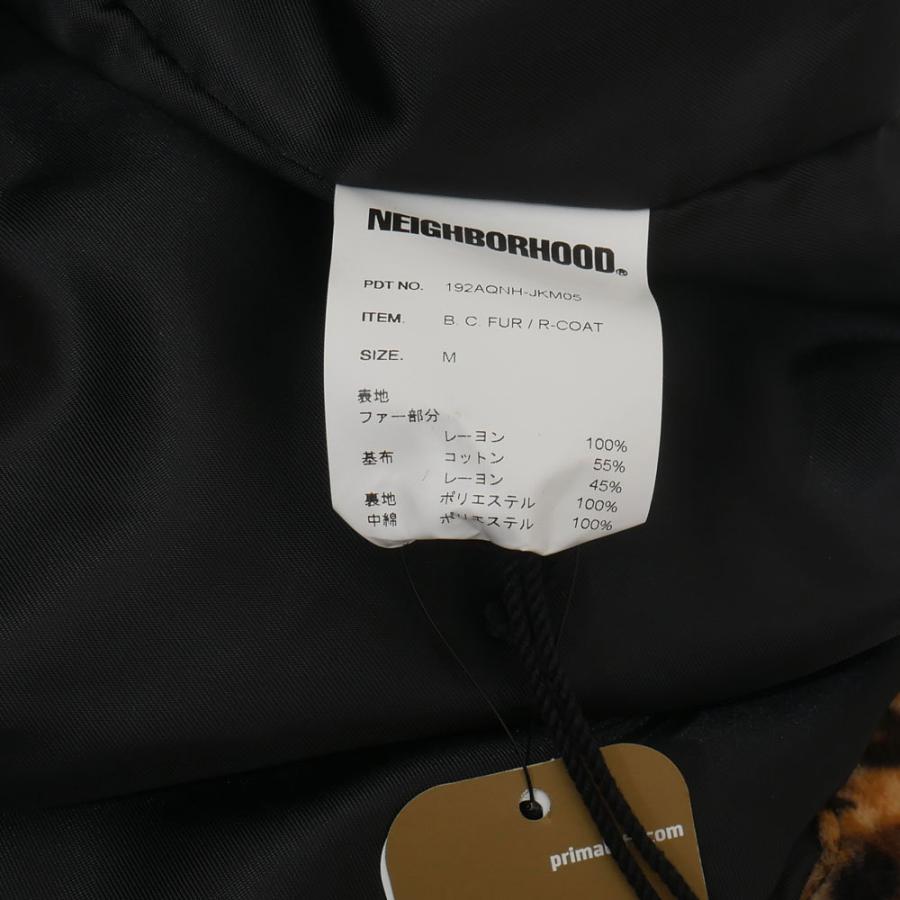 NEIGHBORHOOD®
PDT NO. 192AQNH-JKM05
ITEM. B. C. FUR / R-COAT
SIZE. M
表地
ファー部分
レーヨン 100%
基布 コットン 55%
レーヨン 45%
裏地 ポリエステル 100%
中綿 ポリエステル 100%